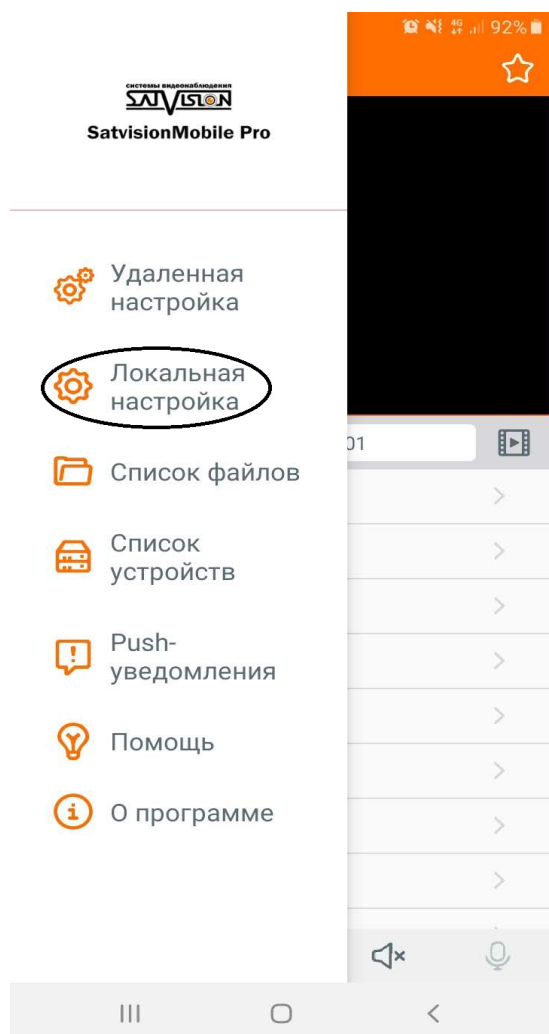 4G
92%
системы видеонаблюдения
SATVISION
SatvisionMobile Pro
Удаленная
настройка
Локальная
настройка
01
Список файлов
Список
устройств
Push-
уведомления
Помощь
О программе